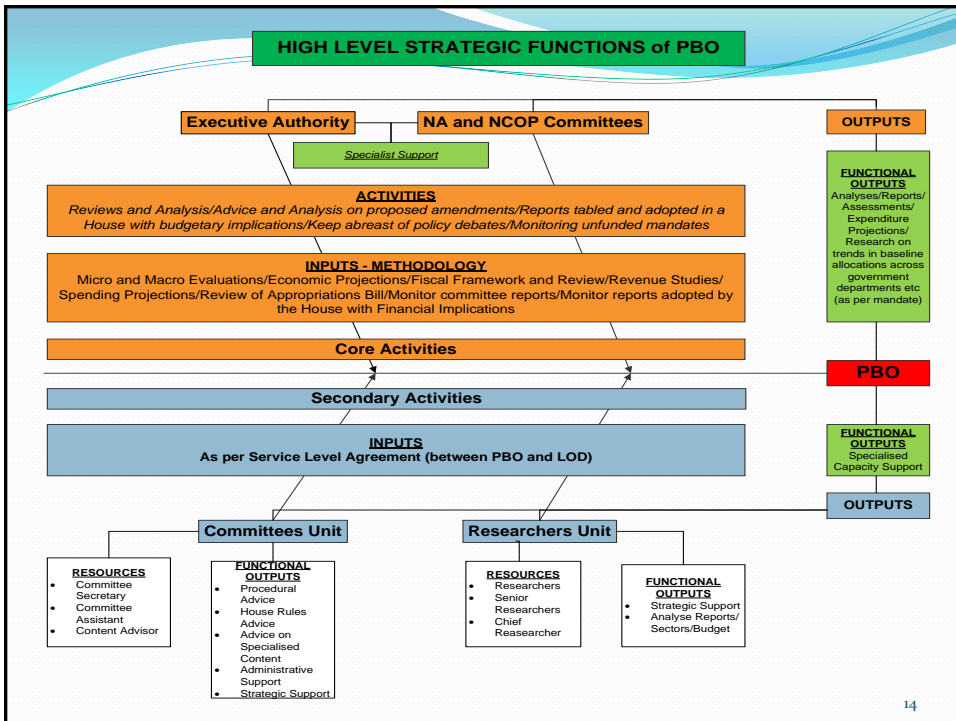 HIGH LEVEL STRATEGIC FUNCTIONS of PBO
Executive Authority
NA and NCOP Committees
OUTPUTS
Specialist Support
FUNCTIONAL
OUTPUTS
Analyses/Reports/
Assessments/
Expenditure
Projections/
Research on
trends in baseline
allocations across
government
departments etc
(as per mandate)
ACTIVITIES
Reviews and Analysis/Advice and Analysis on proposed amendments/Reports tabled and adopted in a
House with budgetary implications/Keep abreast of policy debates/Monitoring unfunded mandates
INPUTS - METHODOLOGY
Micro and Macro Evaluations/Economic Projections/Fiscal Framework and Review/Revenue Studies/
Spending Projections/Review of Appropriations Bill/Monitor committee reports/Monitor reports adopted by
the House with Financial Implications
Core Activities
PBO
Secondary Activities
INPUTS
As per Service Level Agreement (between PBO and LOD)
FUNCTIONAL
OUTPUTS
Specialised
Capacity Support
OUTPUTS
Committees Unit
Researchers Unit
RESOURCES
• Committee
Secretary
• Committee
Assistant
• Content Advisor
FUNCTIONAL
OUTPUTS
• Procedural
Advice
• House Rules
Advice
• Advice on
Specialised
Content
• Administrative
Support
• Strategic Support
RESOURCES
• Researchers
• Senior
Researchers
• Chief
Reasearcher
FUNCTIONAL
OUTPUTS
• Strategic Support
• Analyse Reports/
Sectors/Budget
14